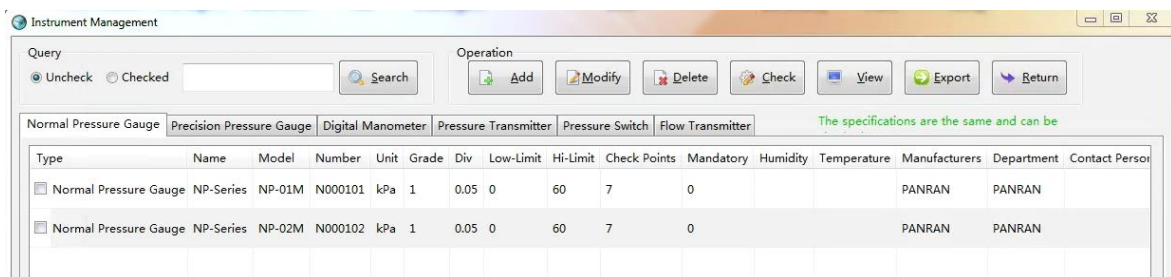 Instrument Management
Query
Operation
Uncheck Checked Search Add Modify Delete Check View Export Return
Normal Pressure Gauge Precision Pressure Gauge Digital Manometer Pressure Transmitter Pressure Switch Flow Transmitter The specifications are the same and can be
Type Name Model Number Unit Grade Div Low-Limit Hi-Limit Check Points Mandatory Humidity Temperature Manufacturers Department Contact Person
Normal Pressure Gauge NP-Series NP-01M N000101 kPa 1 0.05 0 60 7 0 PANRAN PANRAN
Normal Pressure Gauge NP-Series NP-02M N000102 kPa 1 0.05 0 60 7 0 PANRAN PANRAN